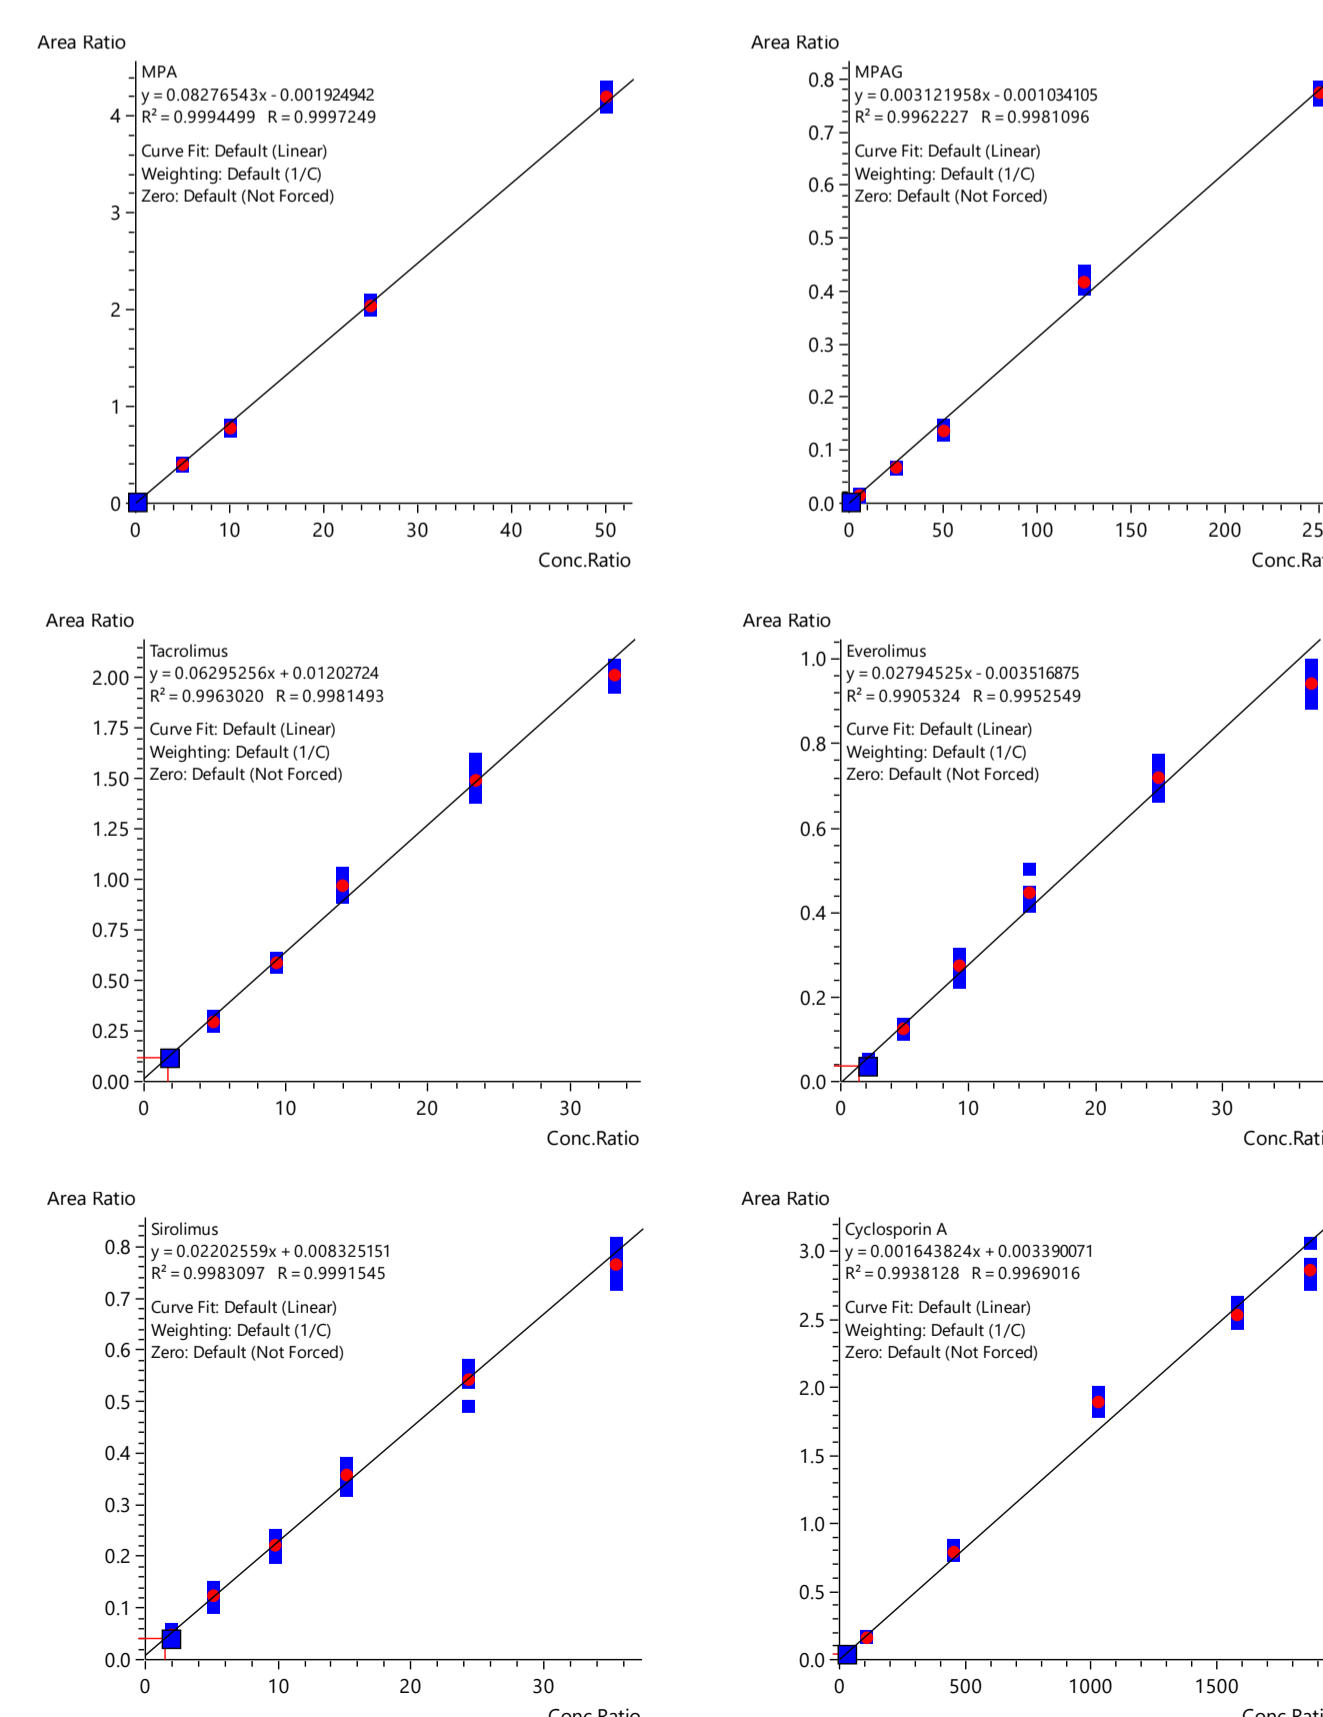 Area Ratio
MPA
y = 0.08276543x - 0.001924942
R² = 0.9994499 R = 0.9997249
Curve Fit: Default (Linear)
Weighting: Default (1/C)
Zero: Default (Not Forced)
4
3
2
1
0
0 10 20 30 40 50
Conc.Ratio
Area Ratio
MPAG
y = 0.003121958x - 0.001034105
R² = 0.9962227 R = 0.9981096
Curve Fit: Default (Linear)
Weighting: Default (1/C)
Zero: Default (Not Forced)
0.8
0.7
0.6
0.5
0.4
0.3
0.2
0.1
0.0
0 50 100 150 200 25
Conc.Ra
Area Ratio
Tacrolimus
y = 0.06295256x + 0.01202724
R² = 0.9963020 R = 0.9981493
Curve Fit: Default (Linear)
Weighting: Default (1/C)
Zero: Default (Not Forced)
2.00
1.75
1.50
1.25
1.00
0.75
0.50
0.25
0.00
0 10 20 30
Conc.Ratio
Area Ratio
Everolimus
y = 0.02794525x - 0.003516875
R² = 0.9905324 R = 0.9952549
Curve Fit: Default (Linear)
Weighting: Default (1/C)
Zero: Default (Not Forced)
1.0
0.8
0.6
0.4
0.2
0.0
0 10 20 30
Conc.Rati
Area Ratio
Sirolimus
y = 0.02202559x + 0.008325151
R² = 0.9983097 R = 0.9991545
Curve Fit: Default (Linear)
Weighting: Default (1/C)
Zero: Default (Not Forced)
0.8
0.7
0.6
0.5
0.4
0.3
0.2
0.1
0.0
0 10 20 30
Conc.Ratio
Area Ratio
Cyclosporin A
y = 0.001643824x + 0.003390071
R² = 0.9938128 R = 0.9969016
Curve Fit: Default (Linear)
Weighting: Default (1/C)
Zero: Default (Not Forced)
3.0
2.5
2.0
1.5
1.0
0.5
0.0
0 500 1000 1500
Conc.Rati